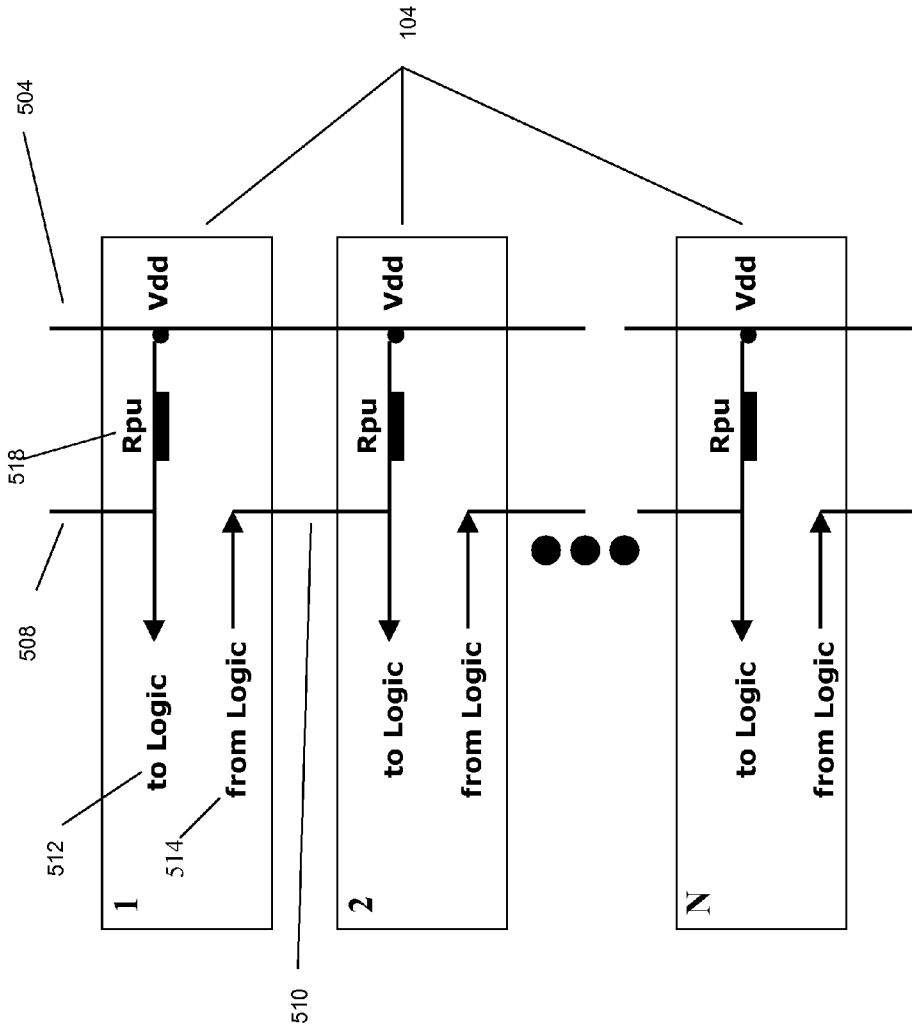 104
504
Vdd
Vdd
Vdd
Rpu
Rpu
Rpu
518
508
to Logic
from Logic
to Logic
from Logic
to Logic
from Logic
512
514
1
2
N
510